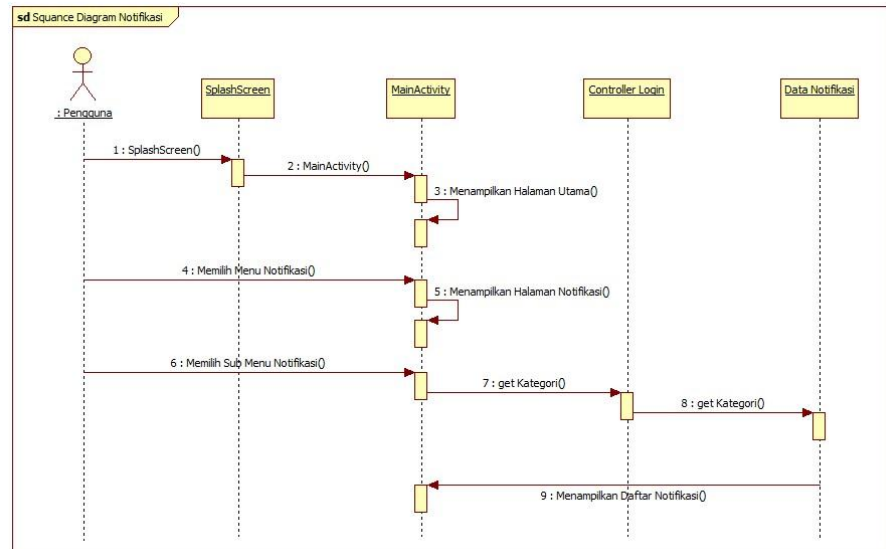 sd Squance Diagram Notifikasi
: Pengguna
SplashScreen
MainActivity
Controller Login
Data Notifikasi
1 : SplashScreen()
2 : MainActivity()
3 : Menampilkan Halaman Utama()
4 : Memilih Menu Notifikasi()
5 : Menampilkan Halaman Notifikasi()
6 : Memilih Sub Menu Notifikasi()
7 : get Kategori()
8 : get Kategori()
9 : Menampilkan Daftar Notifikasi()